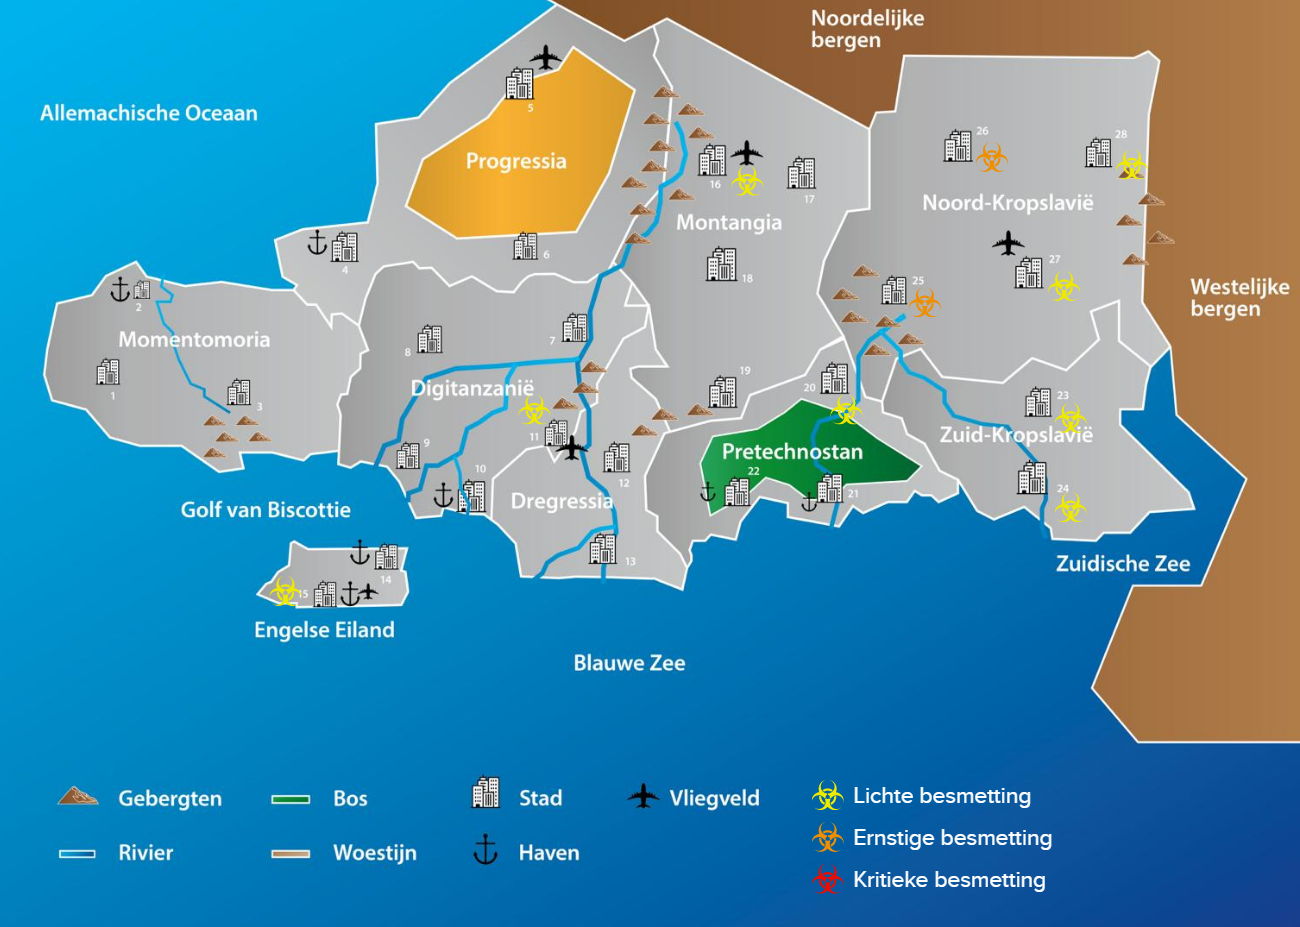 Noordelijke
bergen
Allemachische Oceaan
5
26
28
Progressia
16
17
Noord-Kropslavië
Montangia
6
4
18
27
25
Westelijke
bergen
2
Momentomoria
7
8
1
3
Digitanzanië
19
20
23
11
Zuid-Kropslavië
9
Pretechnostan
10
12
22
24
21
Dregressia
Golf van Biscottie
13
14
Zuidische Zee
15
Engelse Eiland
Blauwe Zee
Gebergten
Bos
Stad
Vliegveld
Lichte besmetting
Rivier
Woestijn
Haven
Ernstige besmetting
Kritieke besmetting